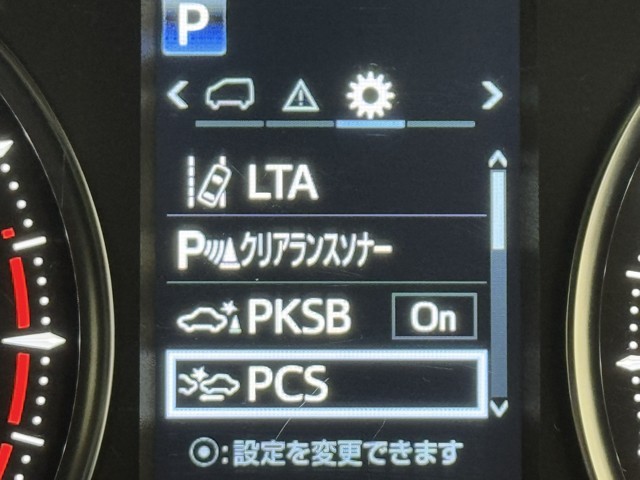 P
LTA
P クリアランスソナー
PKSB On
PCS
:設定を変更できます